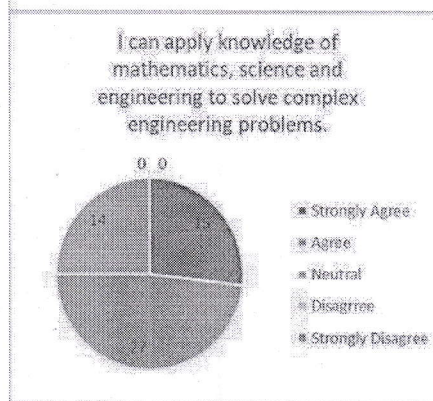 I can apply knowledge of
mathematics, science and
engineering to solve complex
engineering problems.
0 0
14
15
27
Strongly Agree
Agree
Neutral
Disagree
Strongly Disagree